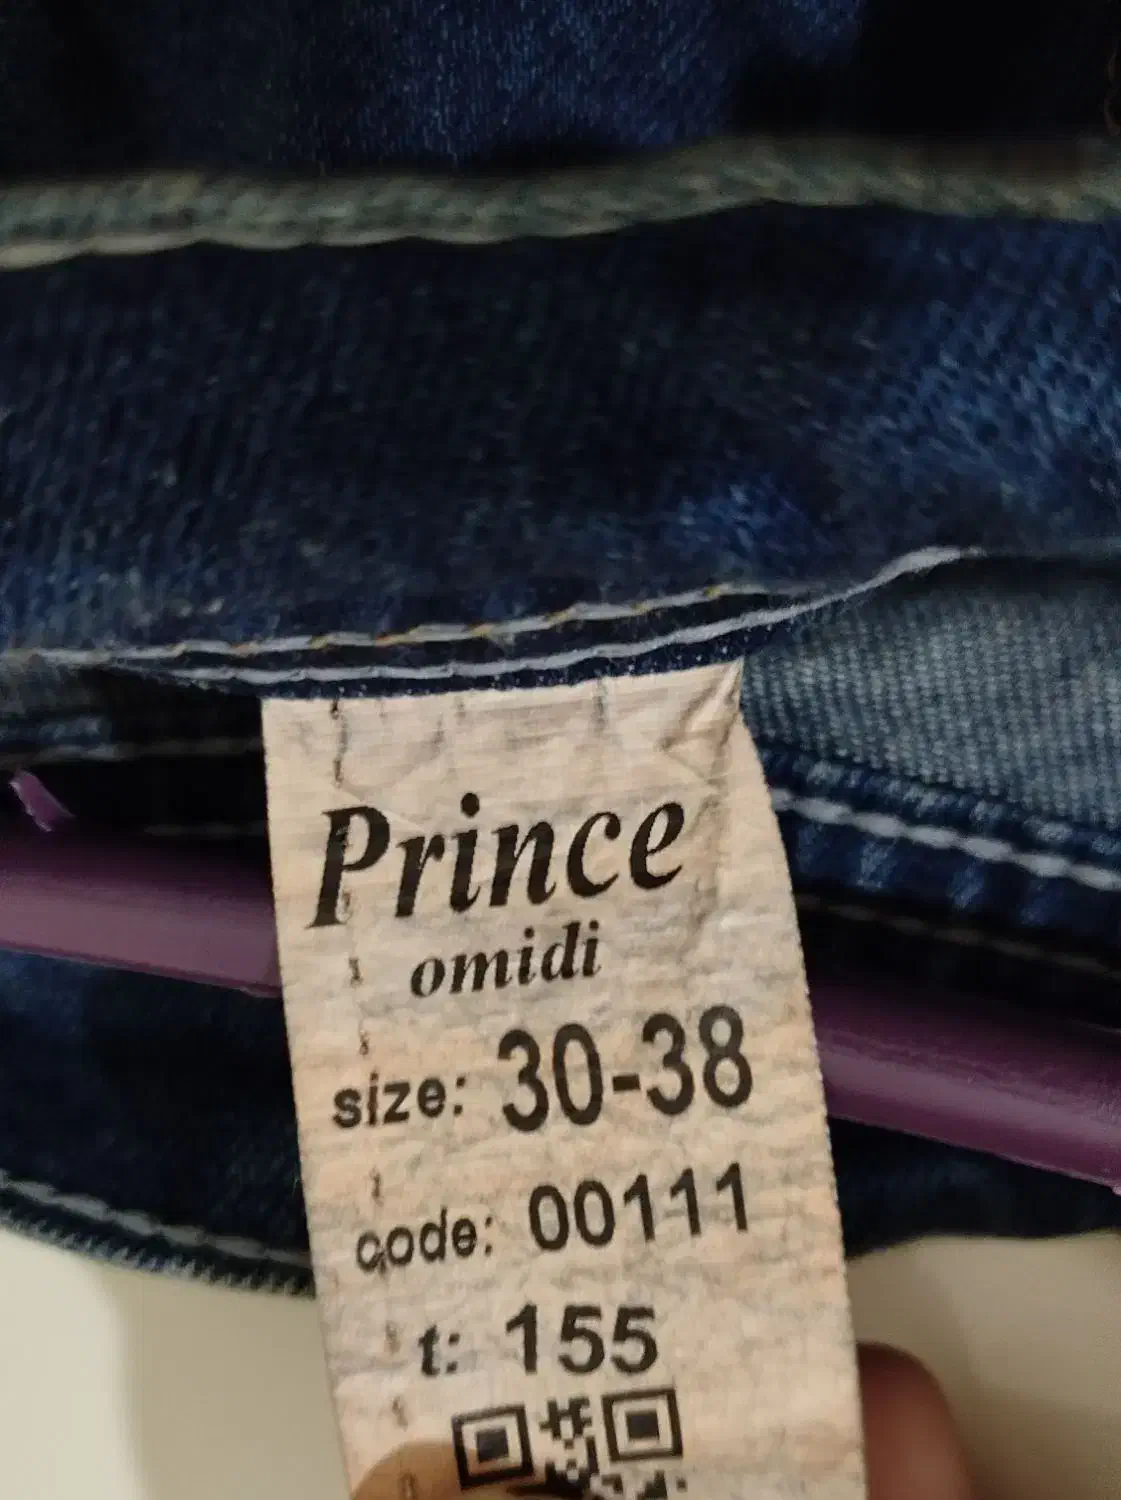 Prince
omidi
size: 30-38
code: 00111
t: 155